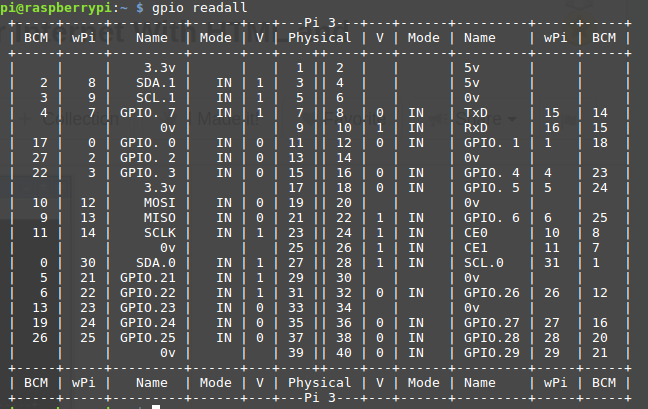 pi@raspberrypi:~ $ gpio readall
+-----+-----+---------+------+---+---Pi 3---+---+------+---------+-----+-----+
| BCM | wPi |   Name  | Mode | V | Physical | V | Mode | Name    | wPi | BCM |
+-----+-----+---------+------+---+----++----+---+------+---------+-----+-----+
|     |     |    3.3v |      |   |  1 || 2  |   |      | 5v      |     |     |
|   2 |   8 |   SDA.1 |   IN | 1 |  3 || 4  |   |      | 5v      |     |     |
|   3 |   9 |   SCL.1 |   IN | 1 |  5 || 6  |   |      | 0v      |     |     |
|   4 |   7 | GPIO. 7 |   IN | 1 |  7 || 8  | 0 | IN   | TxD     | 15  | 14  |
|     |     |      0v |      |   |  9 || 10 | 1 | IN   | RxD     | 16  | 15  |
|  17 |   0 | GPIO. 0 |   IN | 0 | 11 || 12 | 0 | IN   | GPIO. 1 | 1   | 18  |
|  27 |   2 | GPIO. 2 |   IN | 0 | 13 || 14 |   |      | 0v      |     |     |
|  22 |   3 | GPIO. 3 |   IN | 0 | 15 || 16 | 0 | IN   | GPIO. 4 | 4   | 23  |
|     |     |    3.3v |      |   | 17 || 18 | 0 | IN   | GPIO. 5 | 5   | 24  |
|  10 |  12 |    MOSI |   IN | 0 | 19 || 20 |   |      | 0v      |     |     |
|   9 |  13 |    MISO |   IN | 0 | 21 || 22 | 1 | IN   | GPIO. 6 | 6   | 25  |
|  11 |  14 |    SCLK |   IN | 0 | 23 || 24 | 1 | IN   | CE0     | 10  | 8   |
|     |     |      0v |      |   | 25 || 26 | 1 | IN   | CE1     | 11  | 7   |
|   0 |  30 |   SDA.0 |   IN | 1 | 27 || 28 | 1 | IN   | SCL.0   | 31  | 1   |
|   5 |  21 | GPIO.21 |   IN | 1 | 29 || 30 |   |      | 0v      |     |     |
|   6 |  22 | GPIO.22 |   IN | 1 | 31 || 32 | 0 | IN   | GPIO.26 | 26  | 12  |
|  13 |  23 | GPIO.23 |   IN | 0 | 33 || 34 |   |      | 0v      |     |     |
|  19 |  24 | GPIO.24 |   IN | 0 | 35 || 36 | 0 | IN   | GPIO.27 | 27  | 16  |
|  26 |  25 | GPIO.25 |   IN | 0 | 37 || 38 | 0 | IN   | GPIO.28 | 28  | 20  |
|     |     |      0v |      |   | 39 || 40 | 0 | IN   | GPIO.29 | 29  | 21  |
+-----+-----+---------+------+---+----++----+---+------+---------+-----+-----+
| BCM | wPi |   Name  | Mode | V | Physical | V | Mode | Name    | wPi | BCM |
+-----+-----+---------+------+---+---Pi 3---+---+------+---------+-----+-----+